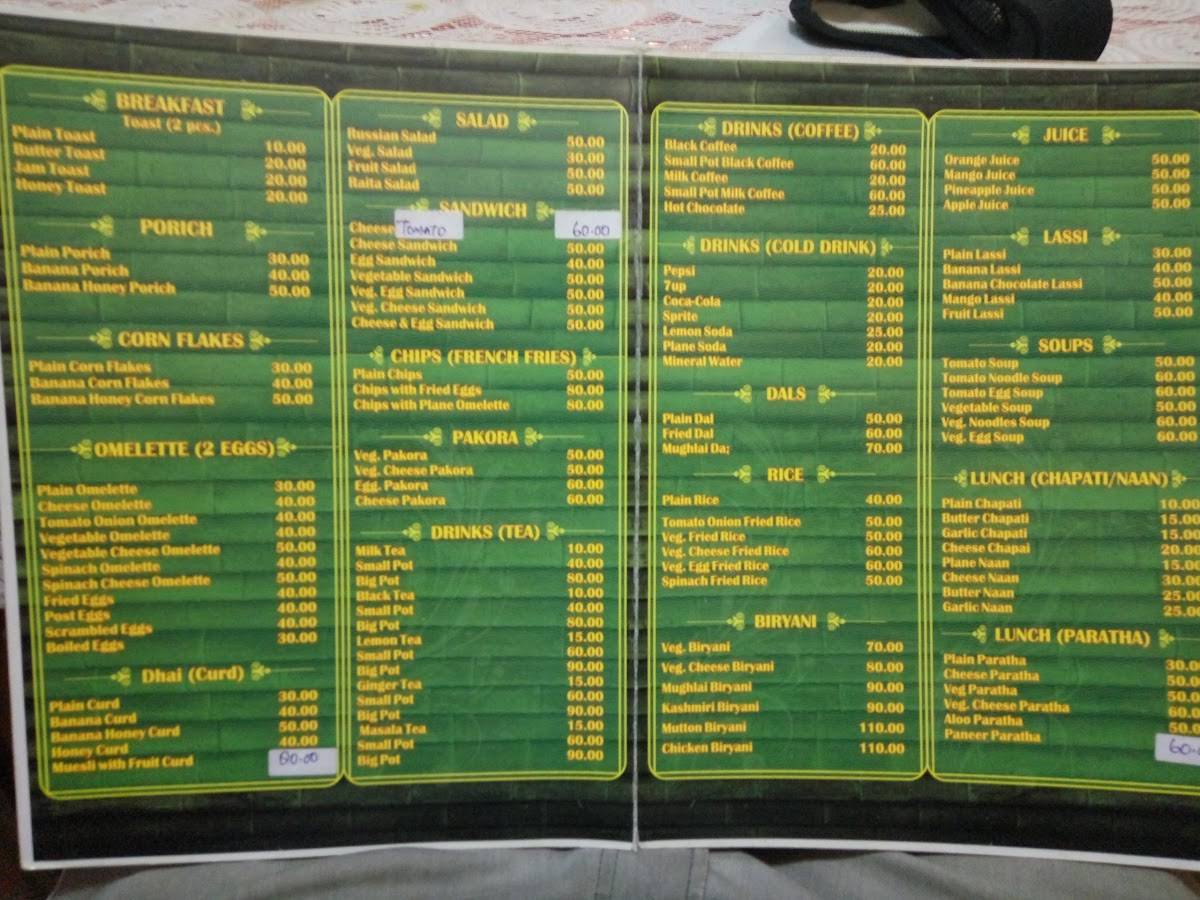 BREAKFAST
Toast (2 pcs.)
Plain Toast 10.00
Butter Toast 20.00
Jam Toast 20.00
Honey Toast 20.00
PORICH
Plain Porich 30.00
Banana Porich 40.00
Banana Honey Porich 50.00
CORN FLAKES
Plain Corn Flakes 30.00
Banana Corn Flakes 40.00
Banana Honey Corn Flakes 50.00
OMELETTE (2 EGGS)
Plain Omelette 30.00
Cheese Omelette 40.00
Tomato Onion Omelette 40.00
Vegetable Omelette 40.00
Vegetable Cheese Omelette 50.00
Spinach Omelette 40.00
Spinach Cheese Omelette 50.00
Fried Eggs 40.00
Post Eggs 40.00
Scrambled Eggs 40.00
Boiled Eggs 30.00
Dhai (Curd)
Plain Curd 30.00
Banana Curd 40.00
Banana Honey Curd 50.00
Honey Curd 40.00
Muesli with Fruit Curd 80.00
SALAD
Russian Salad 50.00
Veg. Salad 30.00
Fruit Salad 50.00
Raita Salad 50.00
SANDWICH
Cheese TOMATO 60.00
Cheese Sandwich 50.00
Egg Sandwich 40.00
Vegetable Sandwich 50.00
Veg. Egg Sandwich 50.00
Veg. Cheese Sandwich 50.00
Cheese & Egg Sandwich 50.00
CHIPS (FRENCH FRIES)
Plain Chips 50.00
Chips with Fried Eggs 80.00
Chips with Plane Omelette 80.00
PAKORA
Veg. Pakora 50.00
Veg. Cheese Pakora 50.00
Egg. Pakora 60.00
Cheese Pakora 60.00
DRINKS (TEA)
Milk Tea 10.00
Small Pot 40.00
Big Pot 80.00
Black Tea 10.00
Small Pot 40.00
Big Pot 80.00
Lemon Tea 15.00
Small Pot 60.00
Big Pot 90.00
Ginger Tea 15.00
Small Pot 60.00
Big Pot 90.00
Masala Tea 15.00
Small Pot 60.00
Big Pot 90.00
DRINKS (COFFEE)
Black Coffee 20.00
Small Pot Black Coffee 60.00
Milk Coffee 20.00
Small Pot Milk Coffee 60.00
Hot Chocolate 25.00
DRINKS (COLD DRINK)
Pepsi 20.00
7up 20.00
Coca-Cola 20.00
Sprite 20.00
Lemon Soda 25.00
Plane Soda 20.00
Mineral Water 20.00
DALS
Plain Dal 50.00
Fried Dal 60.00
Mughlai Da; 70.00
RICE
Plain Rice 40.00
Tomato Onion Fried Rice 50.00
Veg. Fried Rice 50.00
Veg. Cheese Fried Rice 60.00
Veg. Egg Fried Rice 60.00
Spinach Fried Rice 50.00
BIRYANI
Veg. Biryani 70.00
Veg. Cheese Biryani 80.00
Mughlai Biryani 90.00
Kashmiri Biryani 90.00
Mutton Biryani 110.00
Chicken Biryani 110.00
JUICE
Orange Juice 50.00
Mango Juice 50.00
Pineapple Juice 50.00
Apple Juice 50.00
LASSI
Plain Lassi 30.00
Banana Lassi 40.00
Banana Chocolate Lassi 50.00
Mango Lassi 40.00
Fruit Lassi 50.00
SOUPS
Tomato Soup 50.00
Tomato Noodle Soup 60.00
Tomato Egg Soup 60.00
Vegetable Soup 50.00
Veg. Noodles Soup 60.00
Veg. Egg Soup 60.00
LUNCH (CHAPATI/NAAN)
Plain Chapati 10.00
Butter Chapati 15.00
Garlic Chapati 15.00
Cheese Chapai 20.00
Plane Naan 15.00
Cheese Naan 30.00
Butter Naan 25.00
Garlic Naan 25.0
LUNCH (PARATHA)
Plain Paratha 30.0
Cheese Paratha 50.0
Veg Paratha 50.0
Veg. Cheese Paratha 60.0
Aloo Paratha 50.0
Paneer Paratha 60.